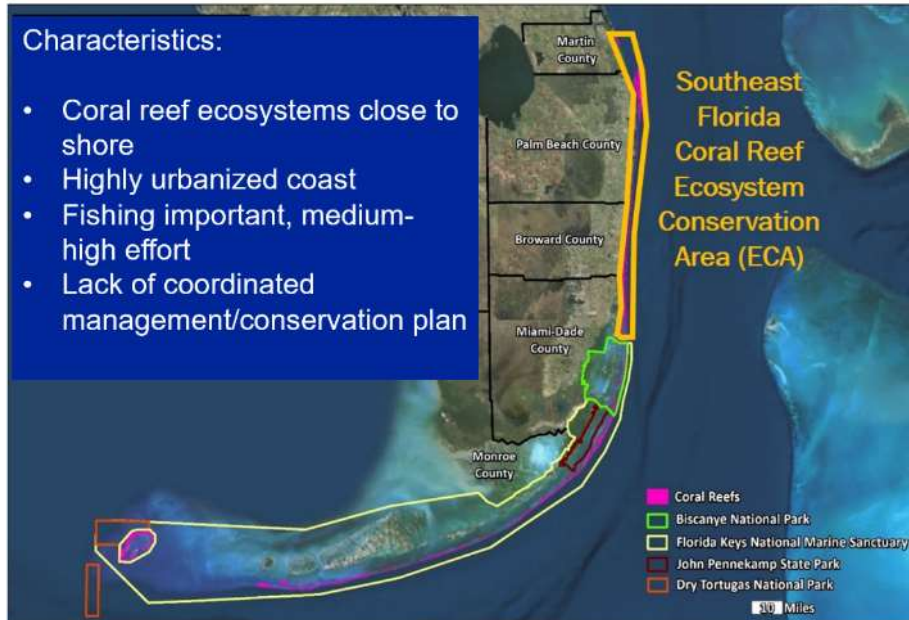 Characteristics:
• Coral reef ecosystems close to
shore
• Highly urbanized coast
• Fishing important, medium-
high effort
• Lack of coordinated
management/conservation plan
Martin
County
Palm Beach County
Broward County
Miami-Dade
County
Monroe
County
Southeast
Florida
Coral Reef
Ecosystem
Conservation
Area (ECA)
Coral Reefs
Biscanye National Park
Florida Keys National Marine Sanctuary
John Pennekamp State Park
Dry Tortugas National Park
10 Miles